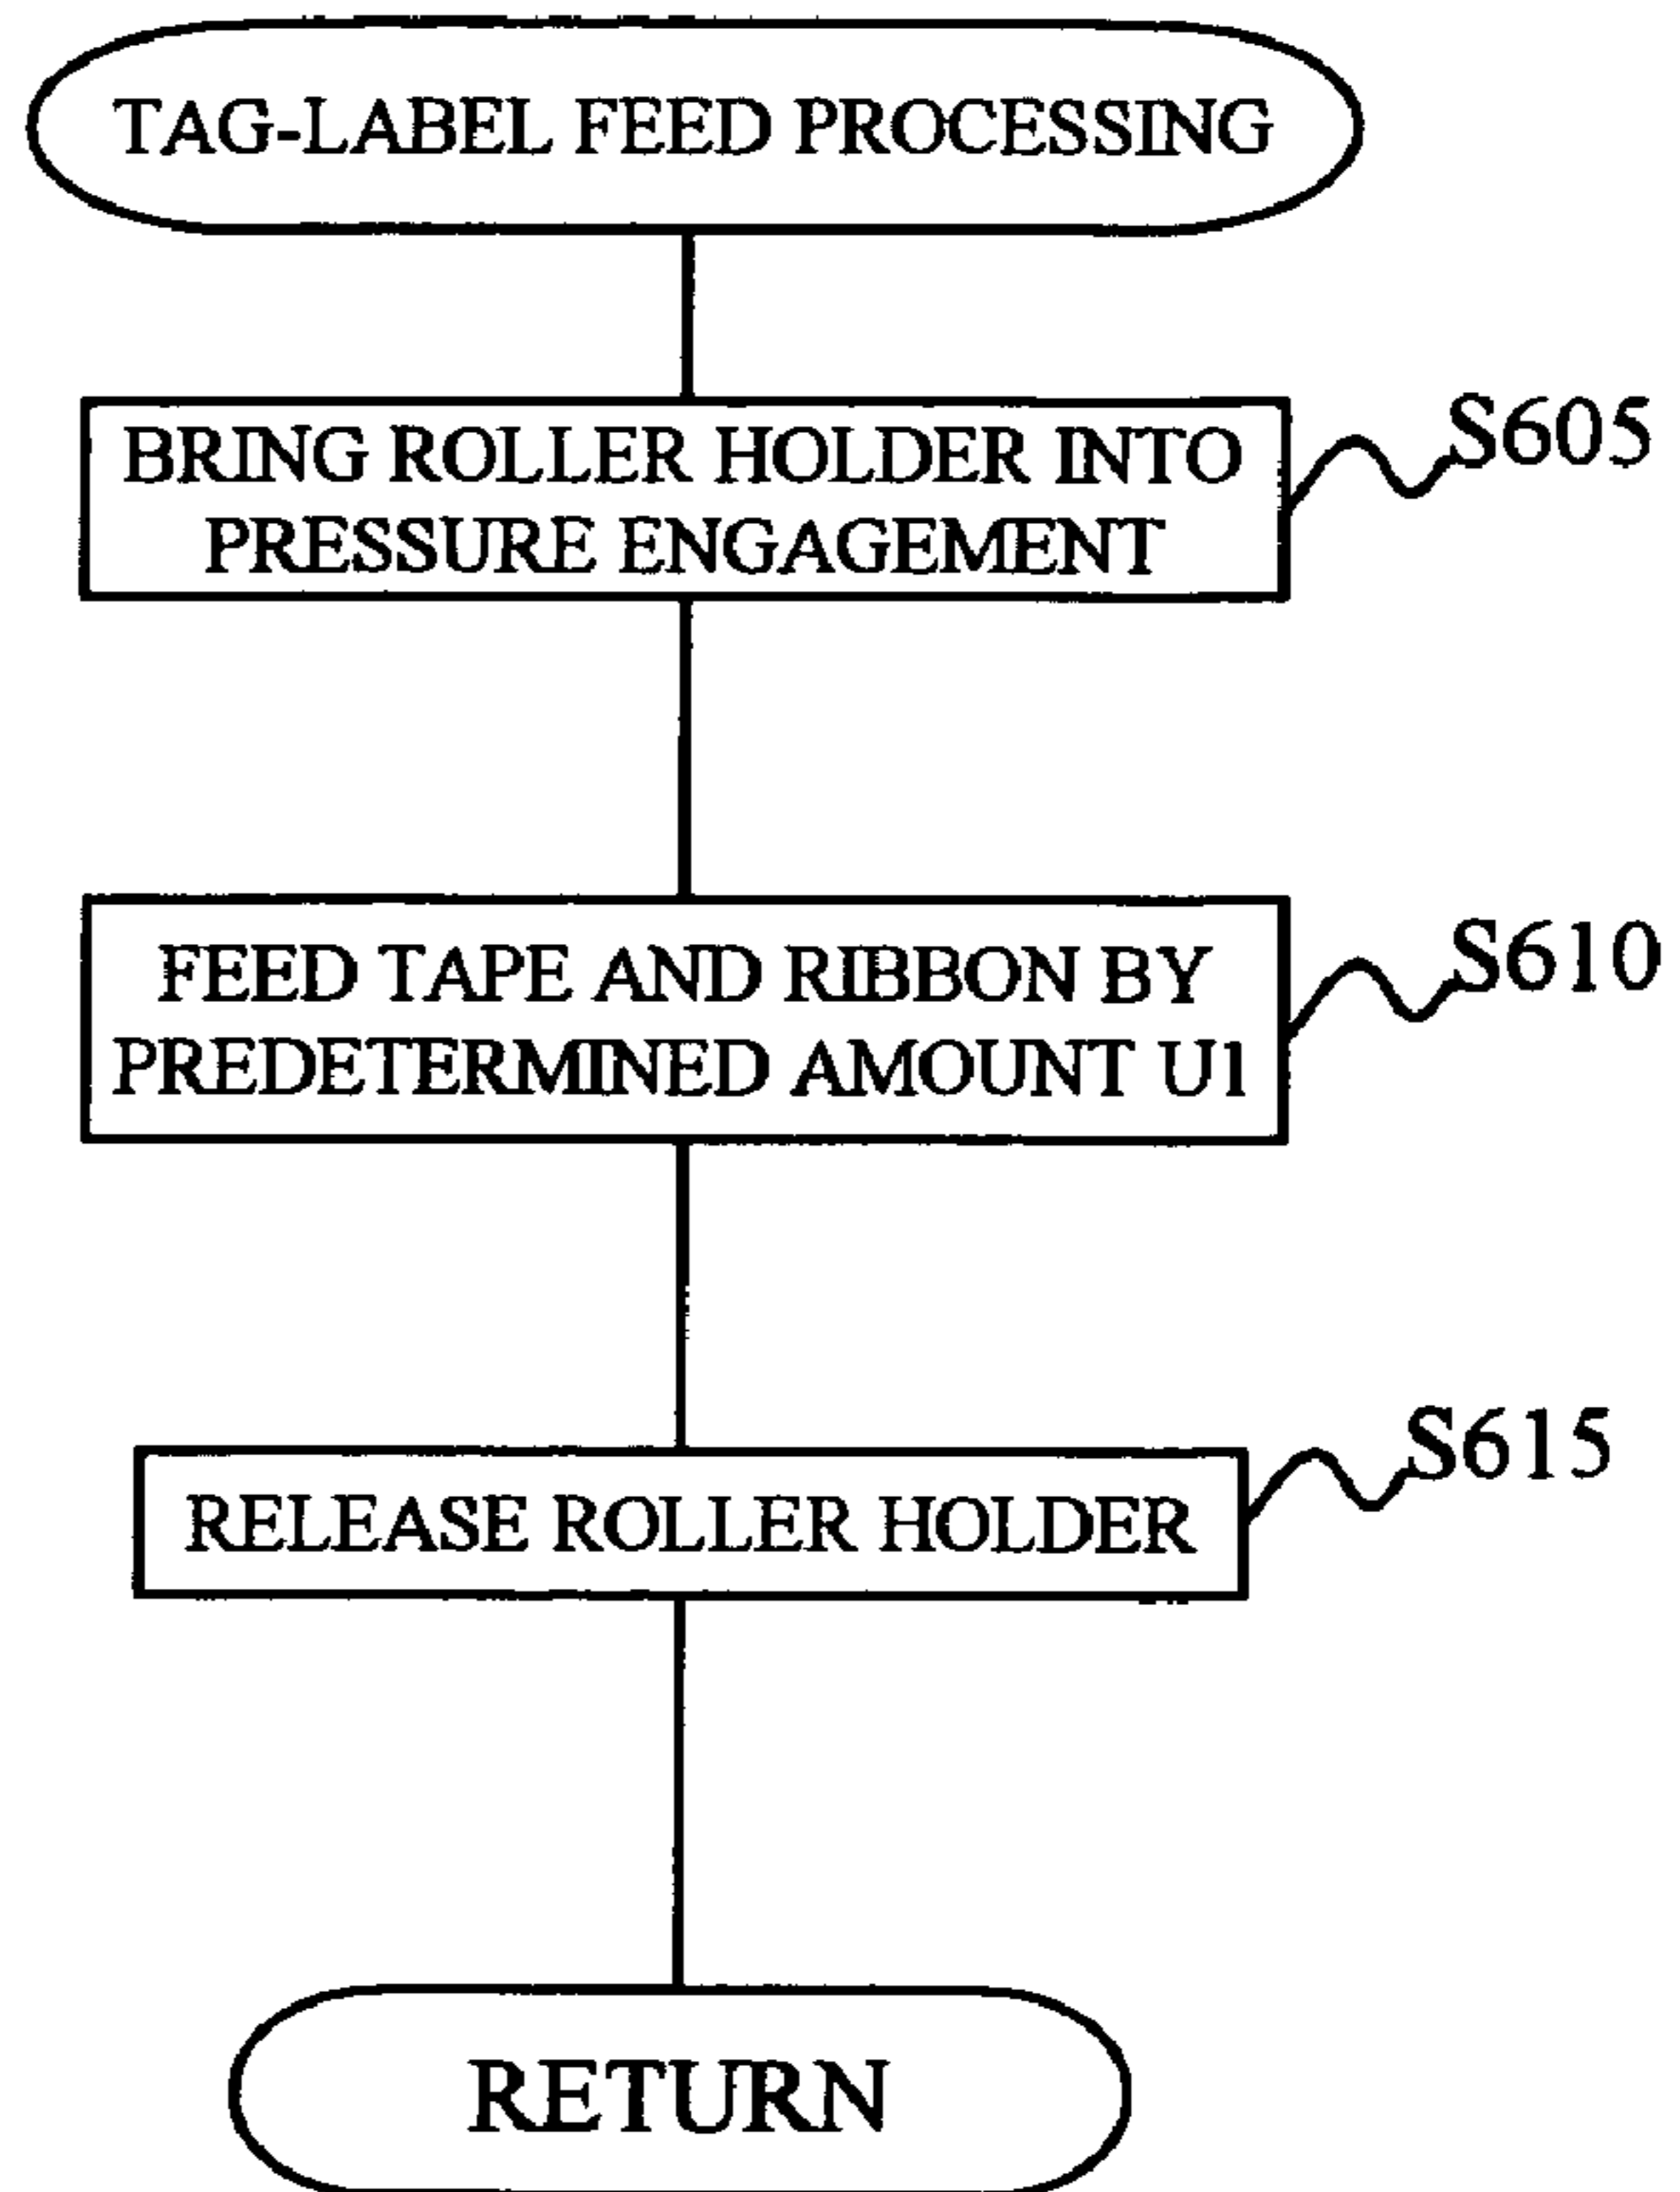 TAG-LABEL FEED PROCESSING
BRING ROLLER HOLDER INTO
PRESSURE ENGAGEMENT
S605
FEED TAPE AND RIBBON BY
PREDETERMINED AMOUNT U1
S610
RELEASE ROLLER HOLDER
S615
RETURN